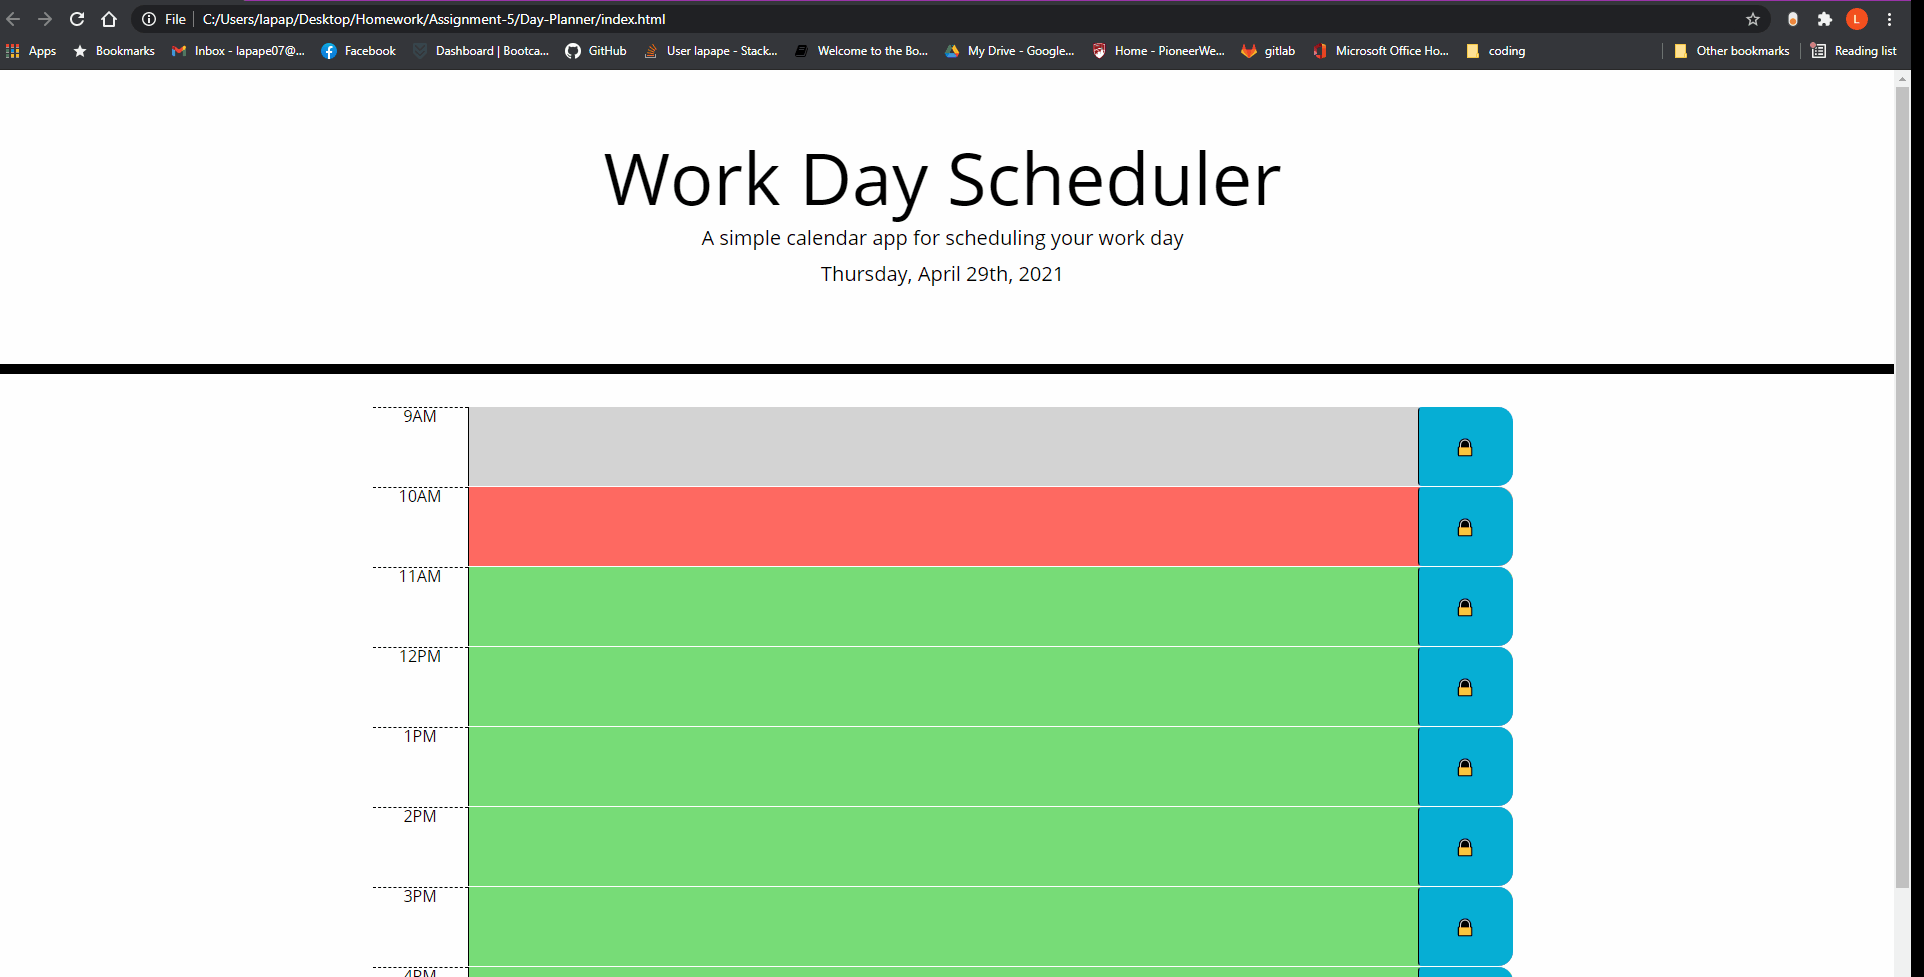 File C:/Users/lapap/Desktop/Homework/Assignment-5/Day-Planner/index.html
L
Apps Bookmarks Inbox - lapape07@... Facebook Dashboard | Bootca... GitHub User lapape - Stack... Welcome to the Bo... My Drive - Google... Home - PioneerWe... gitlab Microsoft Office Ho... coding Other bookmarks Reading list
Work Day Scheduler
A simple calendar app for scheduling your work day
Thursday, April 29th, 2021
9AM
10AM
11AM
12PM
1PM
2PM
3PM
4PM